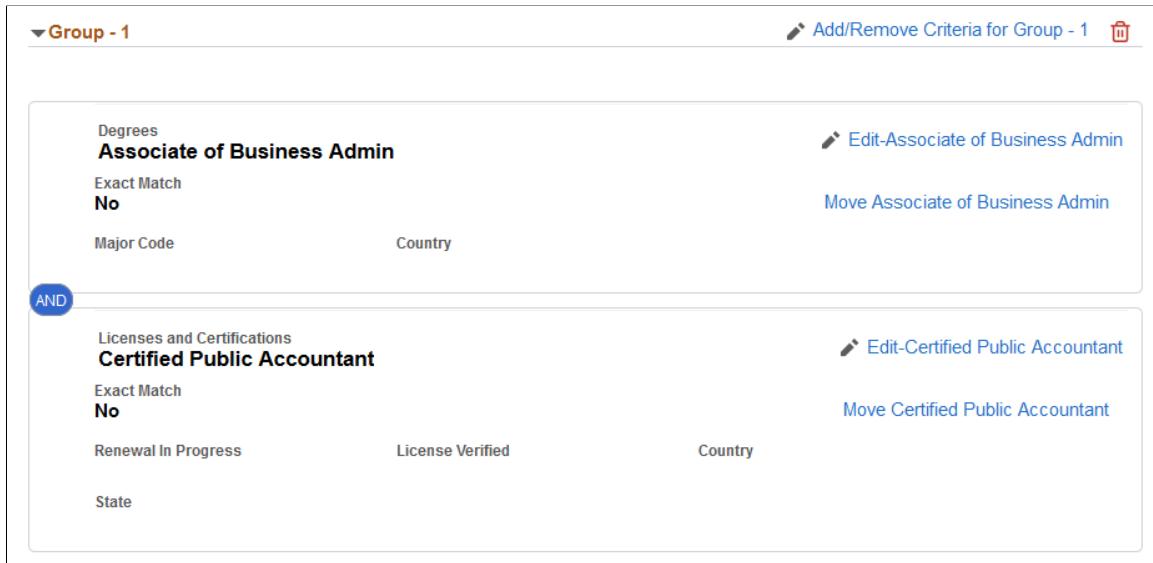 Group - 1
Add/Remove Criteria for Group - 1
Degrees
Associate of Business Admin
Edit-Associate of Business Admin
Exact Match
No
Move Associate of Business Admin
Major Code Country
AND
Licenses and Certifications
Certified Public Accountant
Edit-Certified Public Accountant
Exact Match
No
Move Certified Public Accountant
Renewal In Progress License Verified Country
State